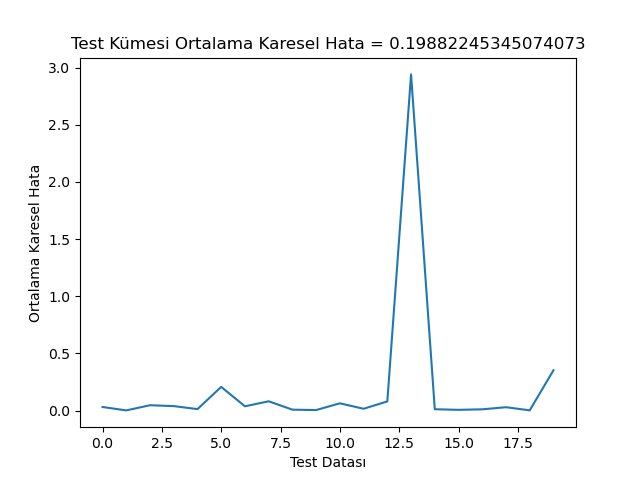 Test Kümesi Ortalama Karesel Hata = 0.19882245345074073
3.0
2.5
2.0
1.5
1.0
0.5
0.0
Ortalama Karesel Hata
0.0 2.5 5.0 7.5 10.0 12.5 15.0 17.5
Test Datası